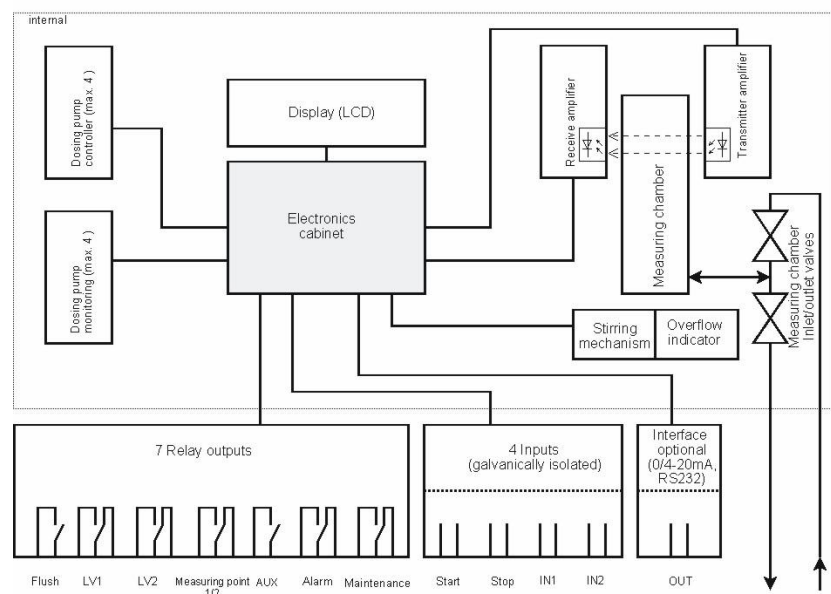 internal
Dosing pump
controller (max. 4 )
Display (LCD)
Receive amplifier
Transmitter amplifier
Measuring chamber
Electronics
cabinet
Dosing pump
monitoring (max. 4 )
Measuring chamber
Inlet/outlet valves
Stirring
mechanism
Overflow
indicator
7 Relay outputs
4 Inputs
(galvanically isolated)
Interface
optional
(0/4-20mA,
RS232)
Flush
LV1
LV2
Measuring point
1/2
AUX
Alarm
Maintenance
Start
Stop
IN1
IN2
OUT